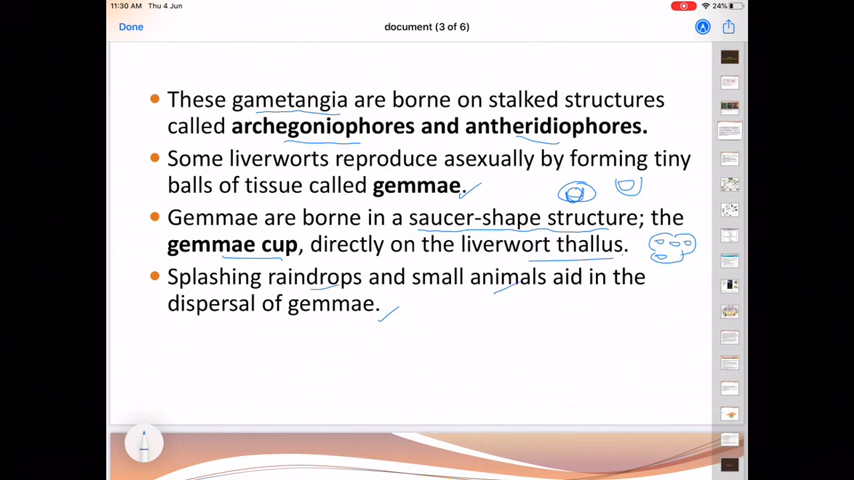 11:30 AM Thu 4 Jun
24%
Done
document (3 of 6)
These gametangia are borne on stalked structures
called archegoniophores and antheridiophores.
Some liverworts reproduce asexually by forming tiny
balls of tissue called gemmae.
Gemmae are borne in a saucer-shape structure; the
gemmae cup, directly on the liverwort thallus.
Splashing raindrops and small animals aid in the
dispersal of gemmae.